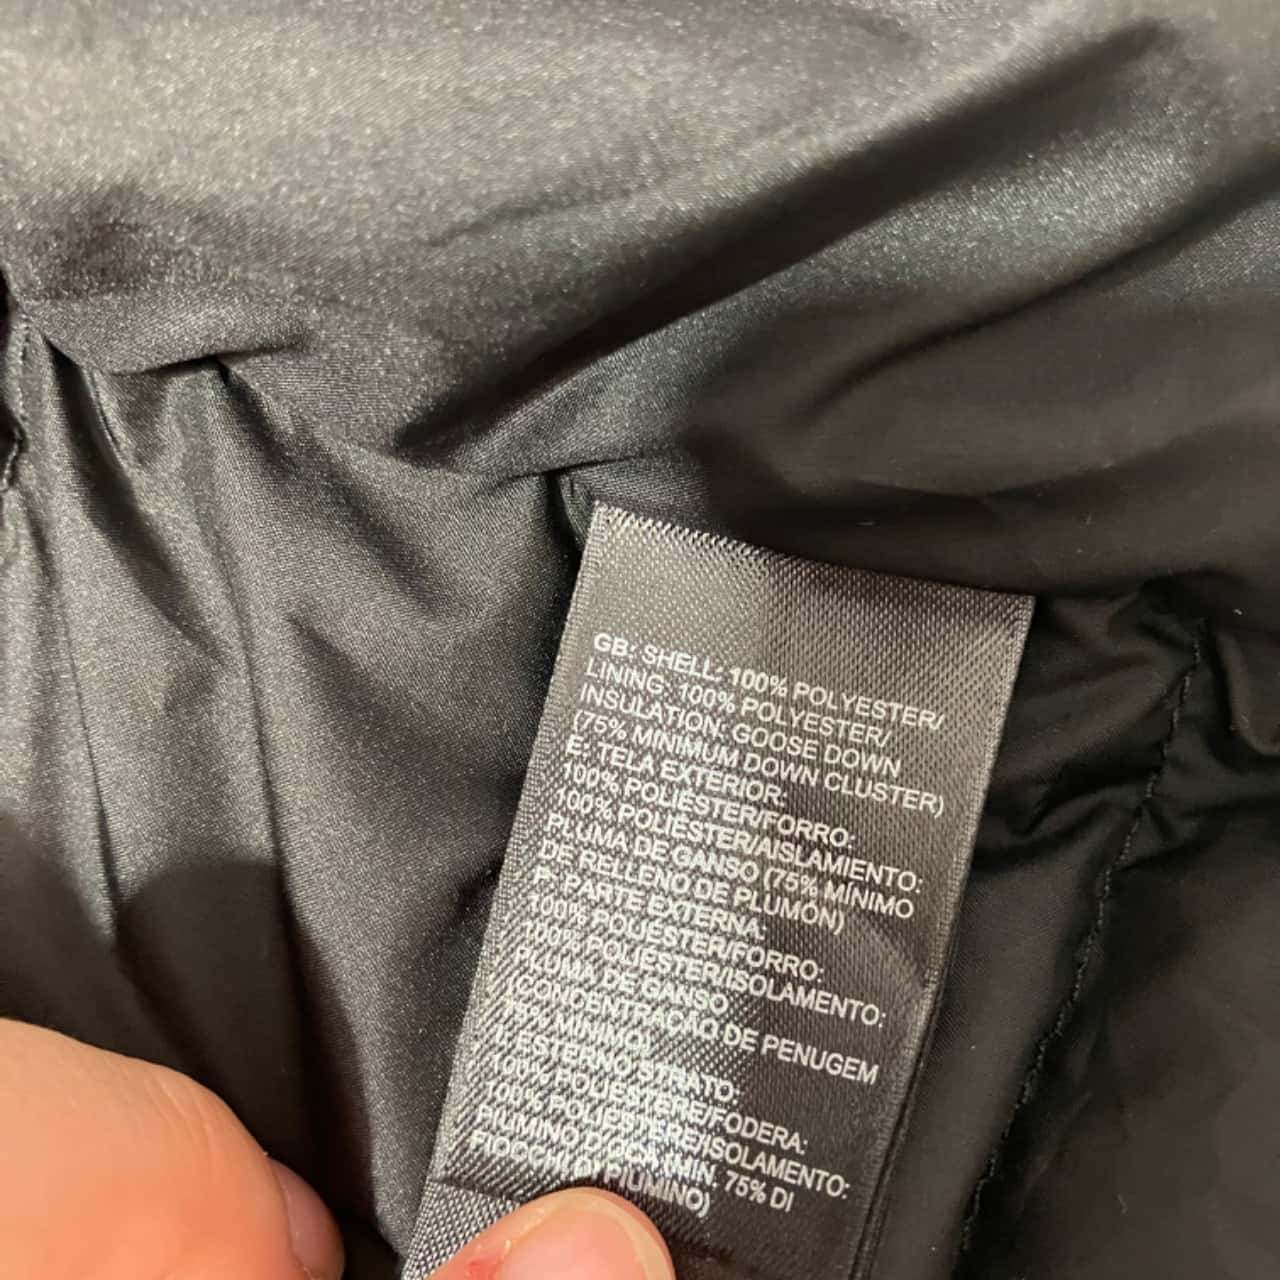 GB: SHELL: 100% POLYESTER/
LINING: 100% POLYESTER/
INSULATION: GOOSE DOWN
(75% MINIMUM DOWN CLUSTER)
E: TELA EXTERIOR:
100% POLIÉSTER/FORRO:
100% POLIÉSTER/AISLAMIENTO:
PLUMA DE GANSO (75% MÍNIMO
DE RELLENO DE PLUMÓN)
P: PARTE EXTERNA:
100% POLIÉSTER/FORRO:
100% POLIÉSTER/ISOLAMENTO:
PLUMA DE GANSO
(CONCENTRAÇÃO DE PENUGEM
75% MÍNIMO)
I: ESTERNO STRATO:
100% POLIESTERE/FODERA:
100% POLIESTERE/ISOLAMENTO:
PIUMINO D'OCA (MIN. 75% DI
FIOCCHI DI PIUMINO)